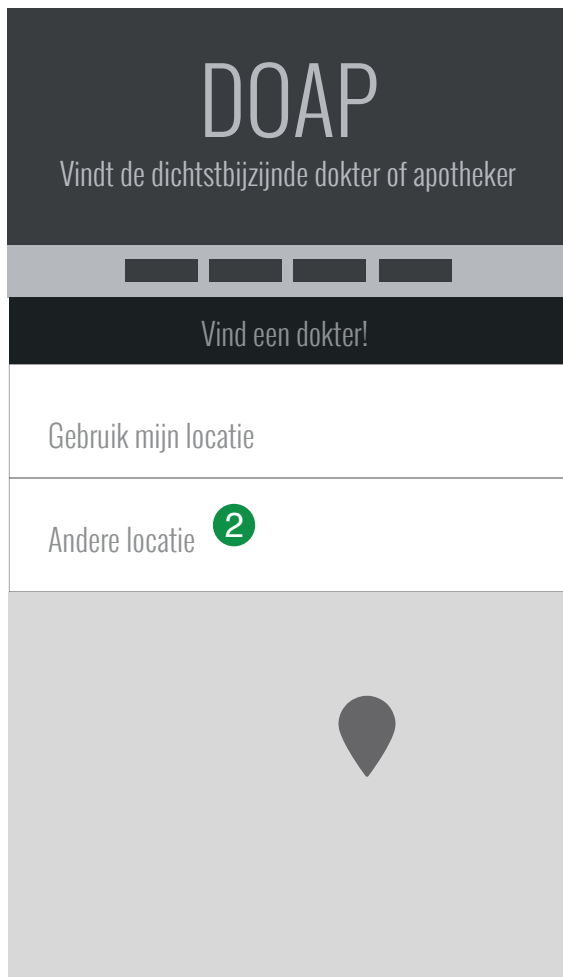 DOAP
Vindt de dichtstbijzijnde dokter of apotheker
Vind een dokter!
Gebruik mijn locatie
Andere locatie 2